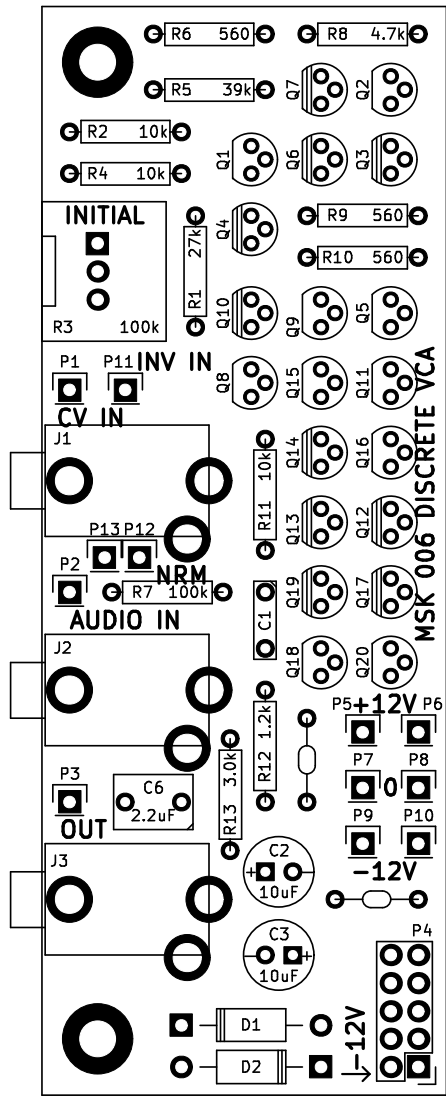 R6 560
R8 4.7k
R5 39k
Q7
Q2
R2 10k
R4 10k
Q1
Q6
Q3
INITIAL
R3 100k
R1 27k
Q4
R9 560
R10 560
Q10
Q9
Q5
P1
P11
INV IN
CV IN
Q8
Q15
Q11
MSK 006 DISCRETE VCA
J1
R11 10k
Q14
Q16
Q13
Q12
P13
P12
NRM
P2
R7 100k
AUDIO IN
C1
Q19
Q17
Q18
Q20
J2
R12 1.2k
P5
+12V
P6
R13 3.0k
P3
OUT
C6
2.2uF
P7
0
P8
P9
P10
-12V
J3
C2
+
10uF
C3
+
10uF
P4
D1
D2
-12V